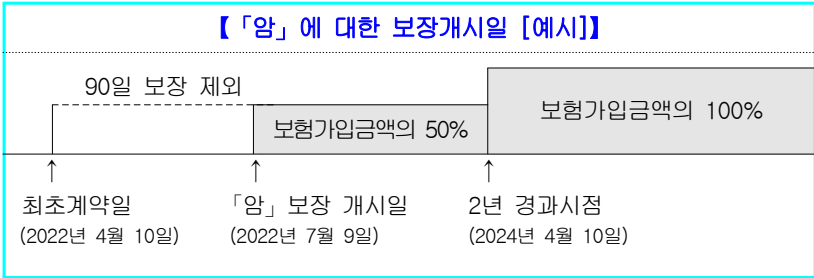 【「암」에 대한 보장개시일 [예시]】
90일 보장 제외
보험가입금액의 50%
보험가입금액의 100%
↑ ↑ ↑
최초계약일 「암」보장 개시일 2년 경과시점
(2022년 4월 10일) (2022년 7월 9일) (2024년 4월 10일)